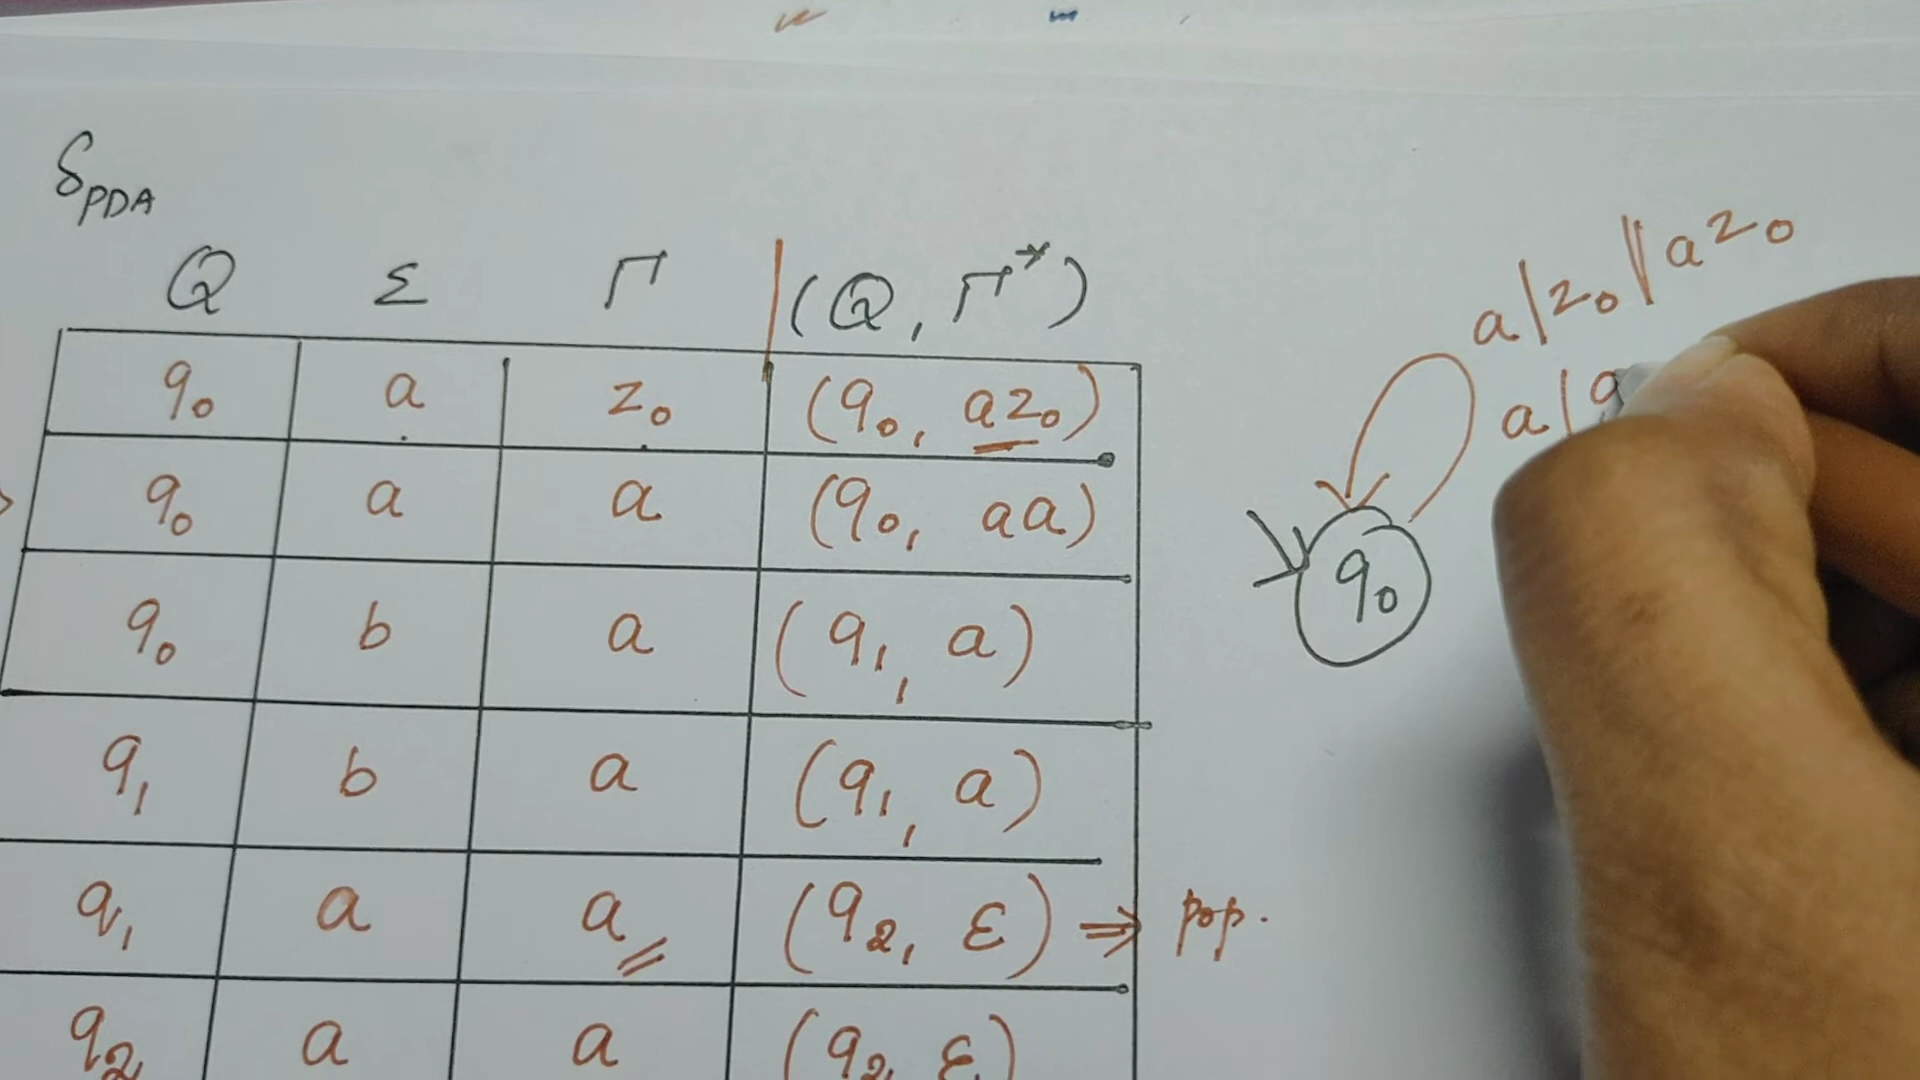 δPDA
Q Σ Γ (Q, Γ*)
q₀ a z₀ (q₀, az₀)
q₀ a a (q₀, aa)
q₀ b a (q₁, a)
q₁ b a (q₁, a)
q₁ a a (q₂, ε) ⇒ pop.
q₂ a a (q₂, ε)
a|z₀||az₀
a|
q₀